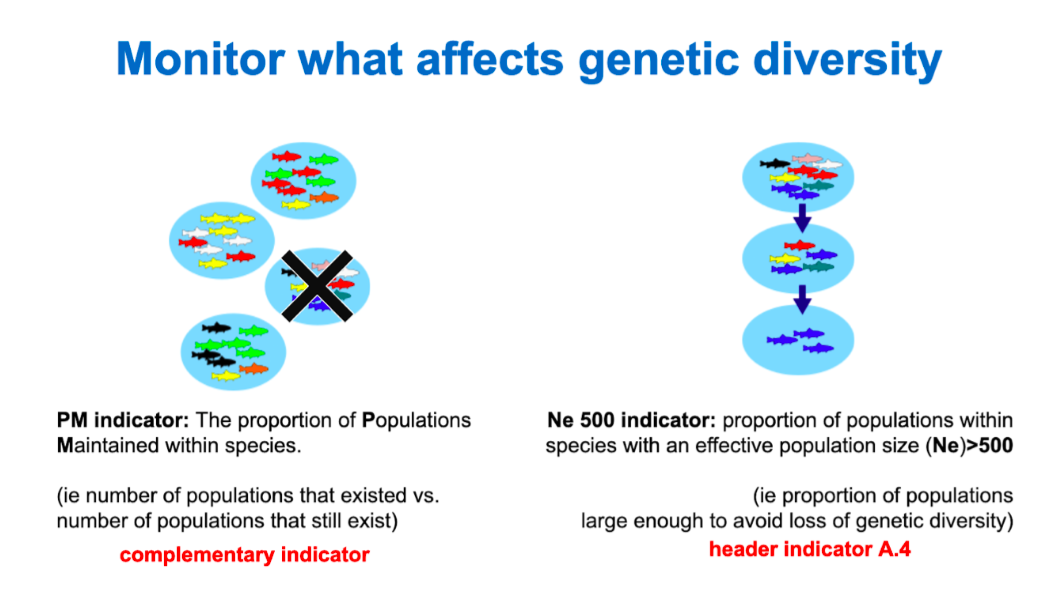 Monitor what affects genetic diversity
PM indicator: The proportion of Populations
Maintained within species.
(ie number of populations that existed vs.
number of populations that still exist)
complementary indicator
Ne 500 indicator: proportion of populations within
species with an effective population size (Ne)>500
(ie proportion of populations
large enough to avoid loss of genetic diversity)
header indicator A.4